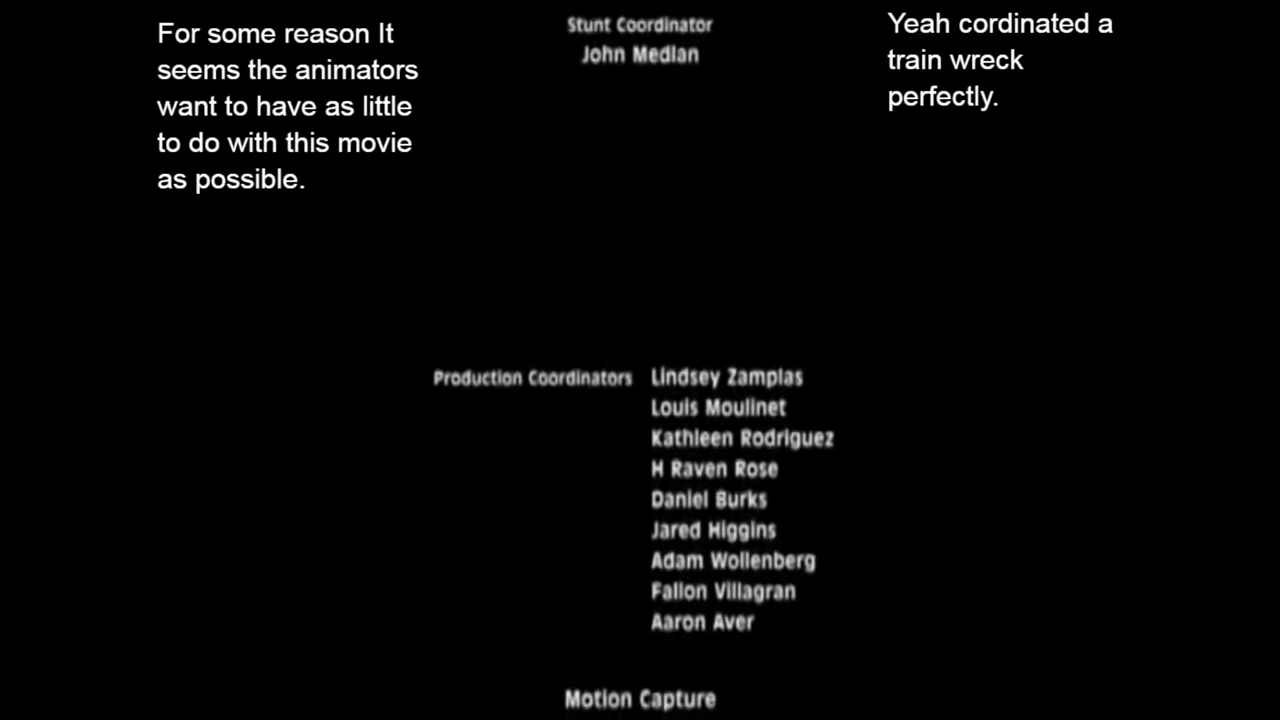 For some reason It
seems the animators
want to have as little
to do with this movie
as possible.
Stunt Coordinator
John Medlan
Yeah cordinated a
train wreck
perfectly.
Production Coordinators Lindsey Zamplas
Louis Moulinet
Kathleen Rodriguez
H Raven Rose
Daniel Burks
Jared Higgins
Adam Wollenberg
Fallon Villagran
Aaron Aver
Motion Capture